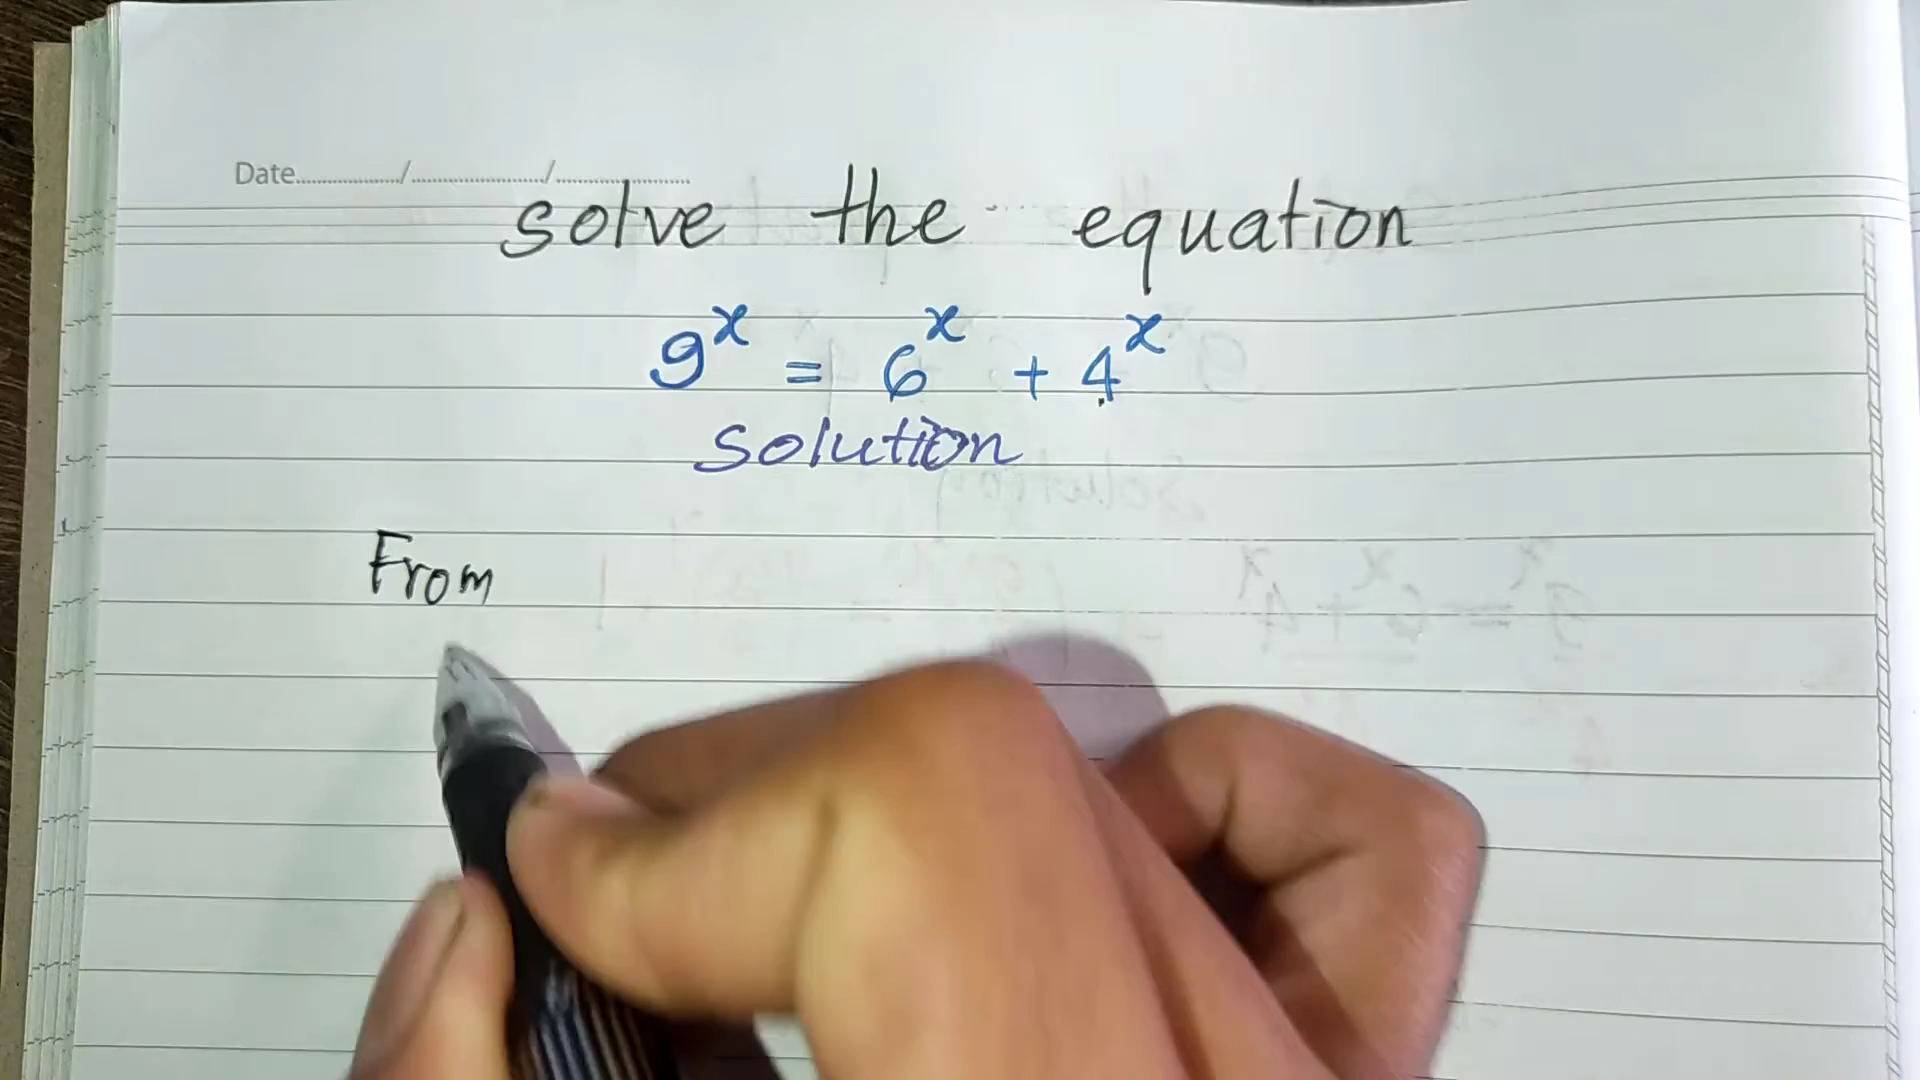 Date............/............/............
solve the equation
9^x = 6^x + 4^x
solution
From